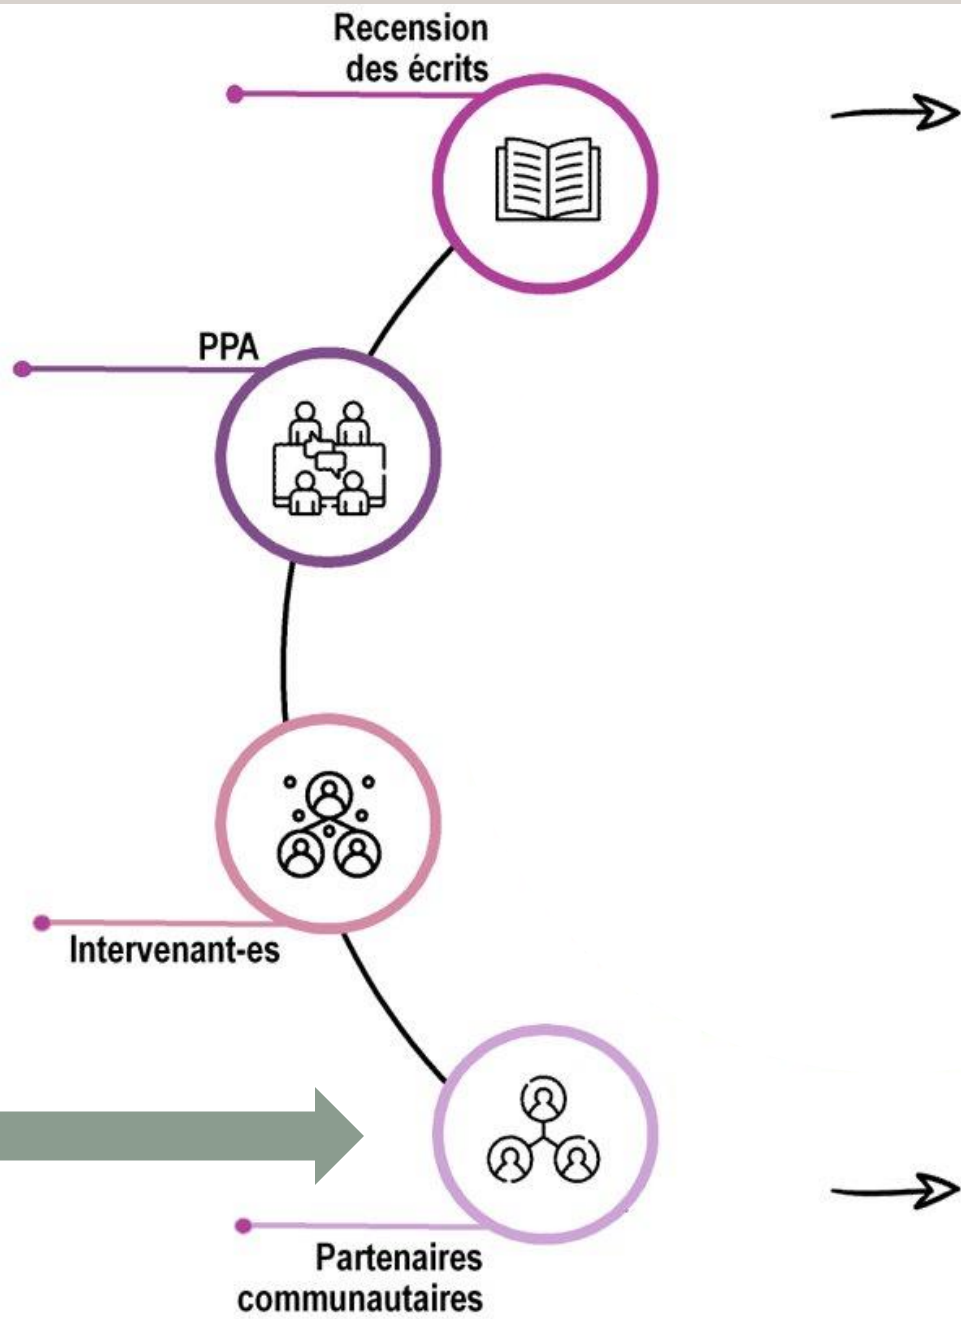 Recension
des écrits
PPA
Intervenant-es
Partenaires
communautaires